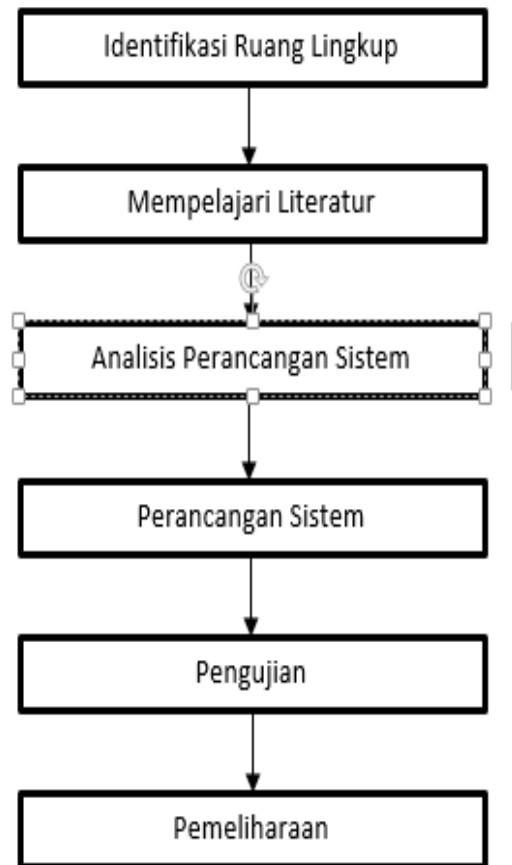 Identifikasi Ruang Lingkup
Mempelajari Literatur
Analisis Perancangan Sistem
Perancangan Sistem
Pengujian
Pemeliharaan